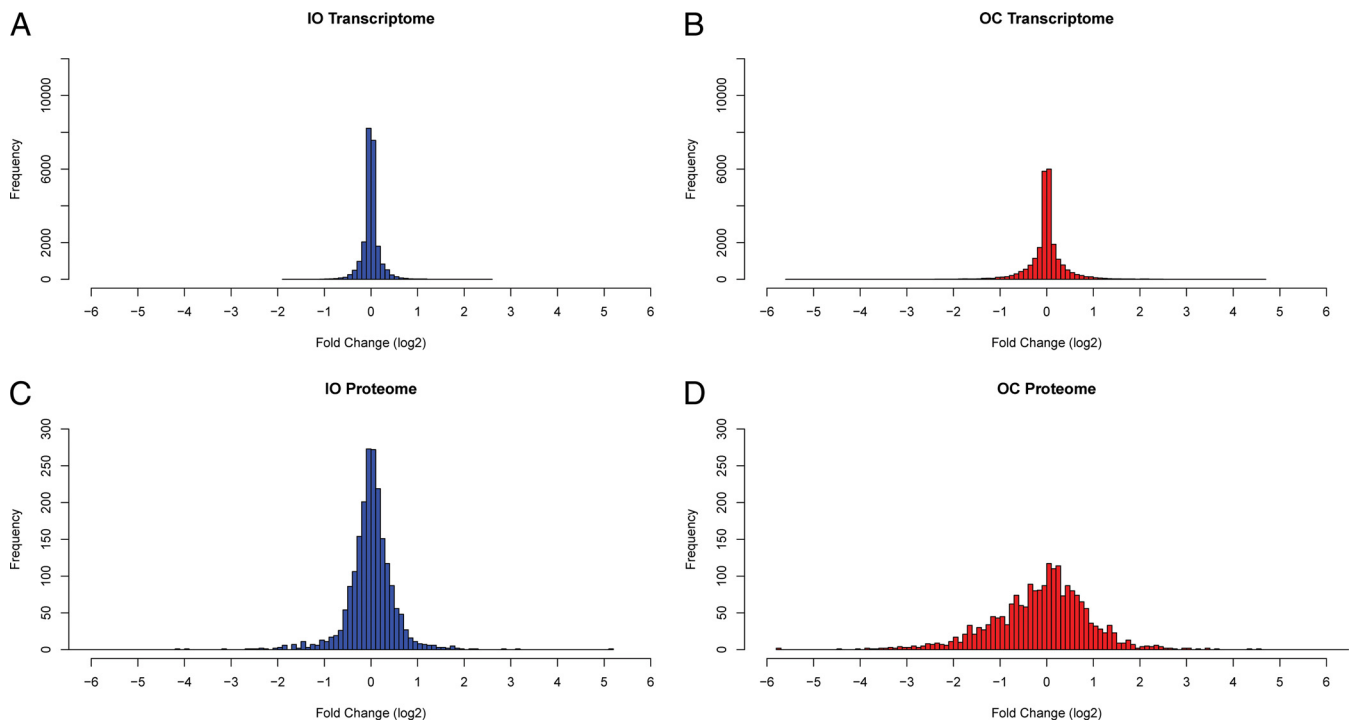 A
IO Transcriptome
Frequency
0
2000
6000
10000
−6 −5 −4 −3 −2 −1 0 1 2 3 4 5 6
Fold Change (log2)
B
OC Transcriptome
Frequency
0
2000
6000
10000
−6 −5 −4 −3 −2 −1 0 1 2 3 4 5 6
Fold Change (log2)
C
IO Proteome
Frequency
0
50
100
150
200
250
300
−6 −5 −4 −3 −2 −1 0 1 2 3 4 5 6
Fold Change (log2)
D
OC Proteome
Frequency
0
50
100
150
200
250
300
−6 −5 −4 −3 −2 −1 0 1 2 3 4 5 6
Fold Change (log2)